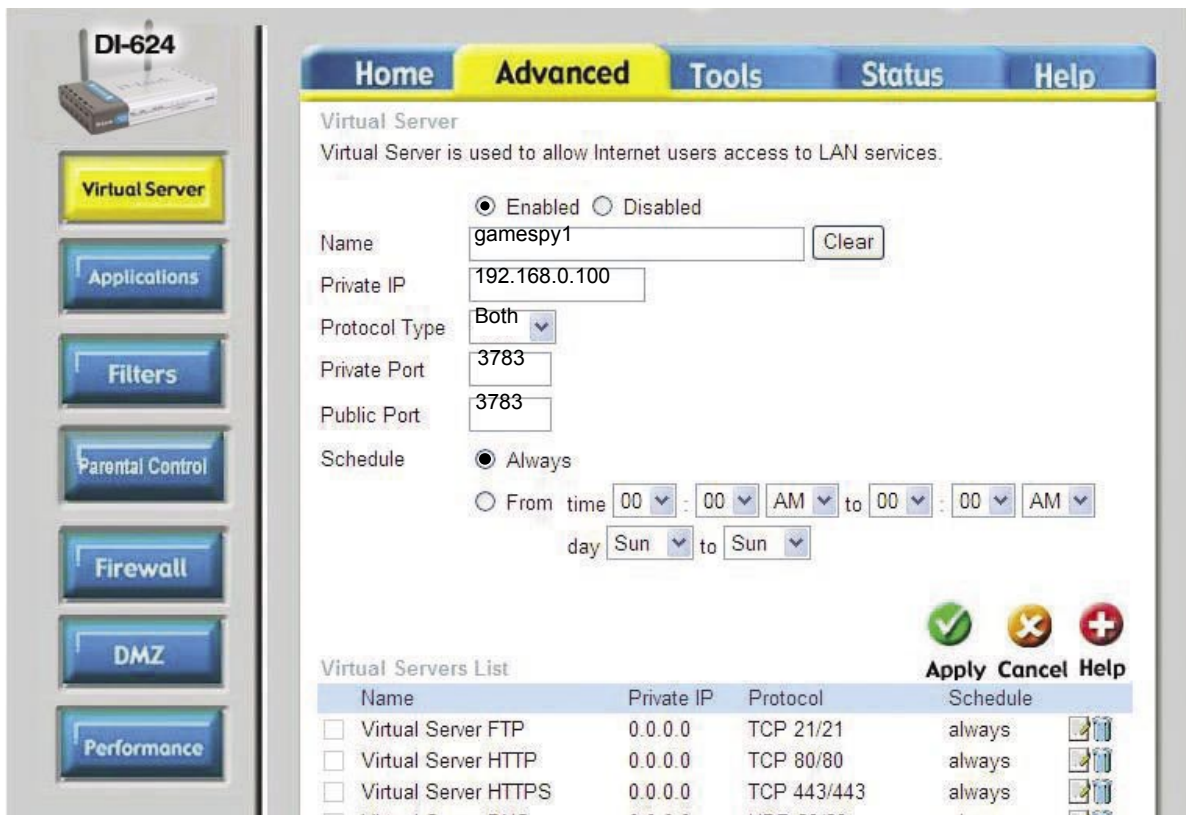 DI-624
Home Advanced Tools Status Help
Virtual Server
Applications
Filters
Parental Control
Firewall
DMZ
Performance
Virtual Server
Virtual Server is used to allow Internet users access to LAN services.
Enabled Disabled
Name gamespy1 Clear
Private IP 192.168.0.100
Protocol Type Both
Private Port 3783
Public Port 3783
Schedule Always
From time 00 : 00 AM to 00 : 00 AM
day Sun to Sun
Apply Cancel Help
Virtual Servers List
Name Private IP Protocol Schedule
Virtual Server FTP 0.0.0.0 TCP 21/21 always
Virtual Server HTTP 0.0.0.0 TCP 80/80 always
Virtual Server HTTPS 0.0.0.0 TCP 443/443 always